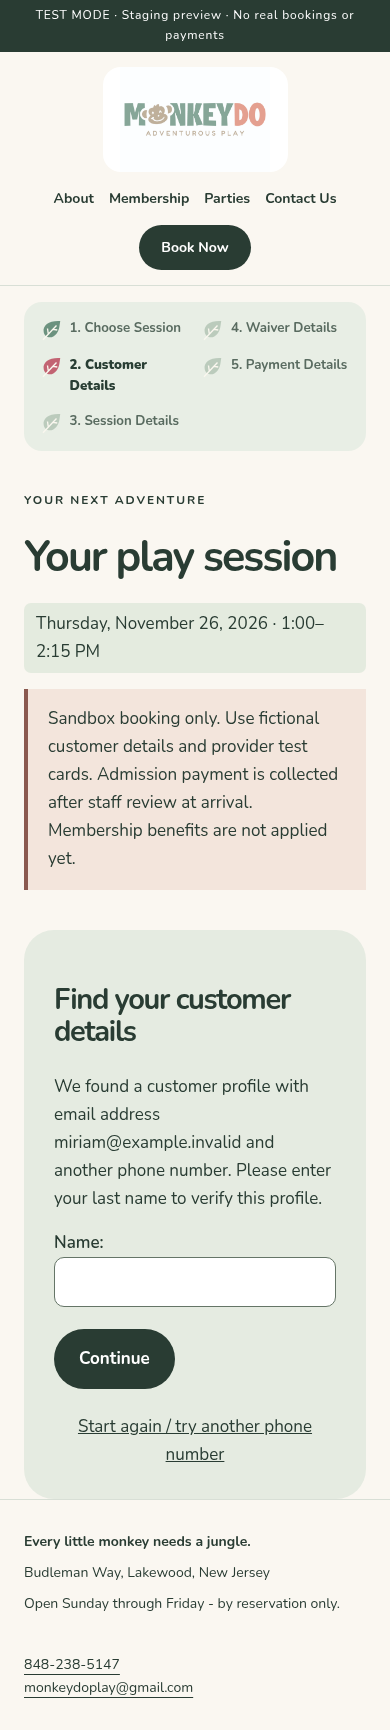 TEST MODE · Staging preview · No real bookings or
payments
MONKEYDO
ADVENTUROUS PLAY
About Membership Parties Contact Us
Book Now
1. Choose Session
2. Customer
Details
3. Session Details
4. Waiver Details
5. Payment Details
YOUR NEXT ADVENTURE
Your play session
Thursday, November 26, 2026 · 1:00–
2:15 PM
Sandbox booking only. Use fictional
customer details and provider test
cards. Admission payment is collected
after staff review at arrival.
Membership benefits are not applied
yet.
Find your customer
details
We found a customer profile with
email address
miriam@example.invalid and
another phone number. Please enter
your last name to verify this profile.
Name:
Continue
Start again / try another phone
number
Every little monkey needs a jungle.
Budleman Way, Lakewood, New Jersey
Open Sunday through Friday - by reservation only.
848-238-5147
monkeydoplay@gmail.com